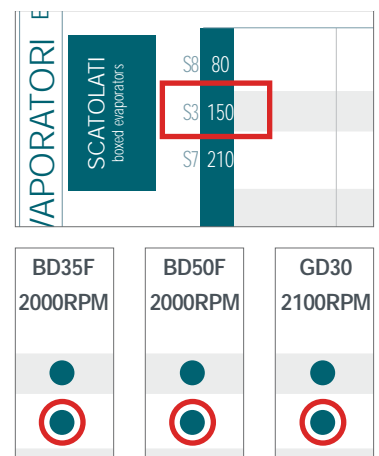 VAPORATORI E
SCATOLATI
boxed evaporators
S8 80
S3 150
S7 210
BD35F
2000RPM
BD50F
2000RPM
GD30
2100RPM